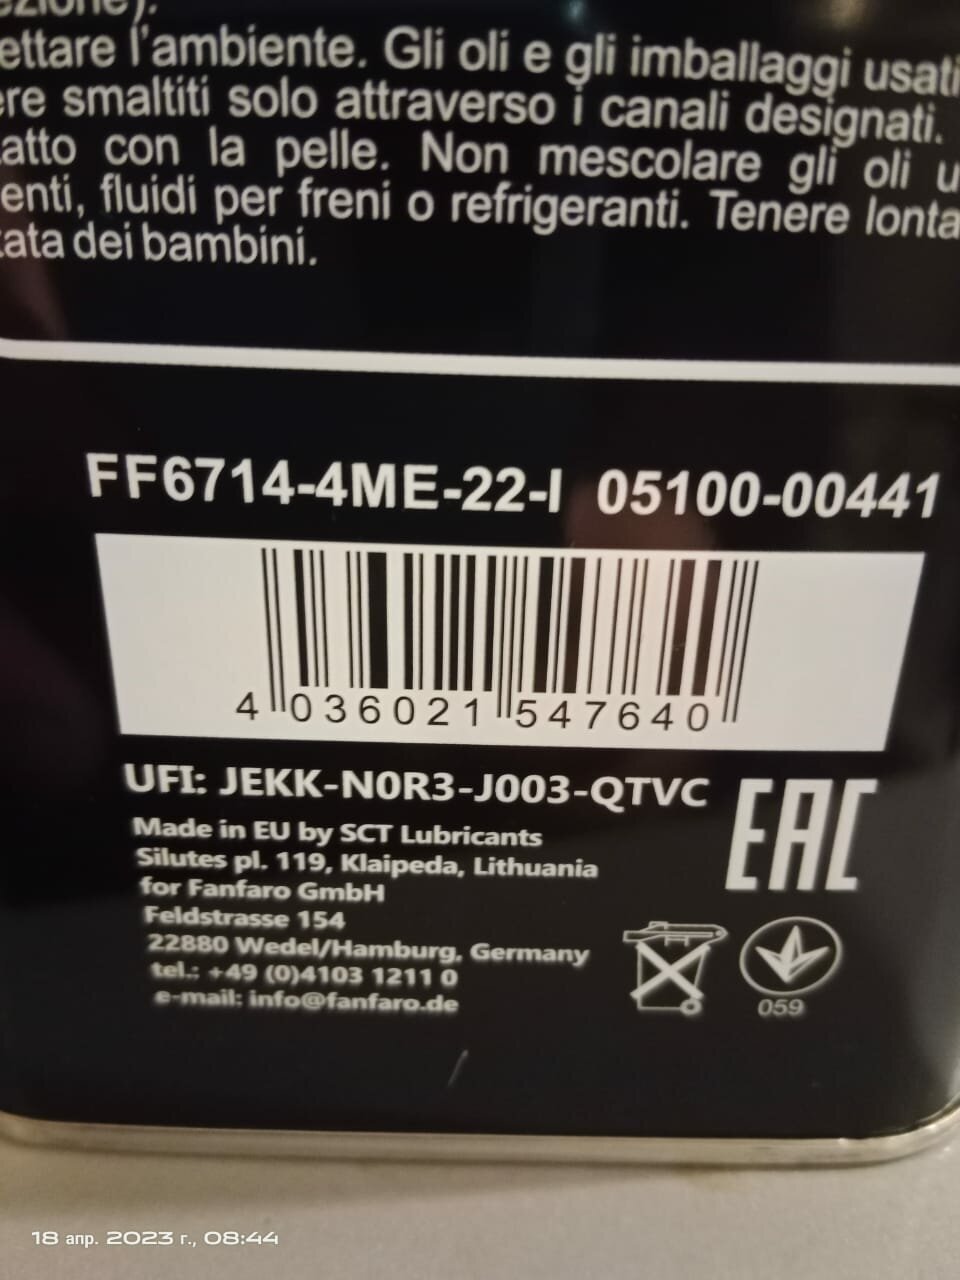 ezione).
ettare l'ambiente. Gli oli e gli imballaggi usati
ere smaltiti solo attraverso i canali designati.
tatto con la pelle. Non mescolare gli oli u
enti, fluidi per freni o refrigeranti. Tenere lonta
tata dei bambini.
FF6714-4ME-22-I 05100-00441
4 036021 547640
UFI: JEKK-N0R3-J003-QTVC
EAC
Made in EU by SCT Lubricants
Silutes pl. 119, Klaipeda, Lithuania
for Fanfaro GmbH
Feldstrasse 154
22880 Wedel/Hamburg, Germany
tel.: +49 (0)4103 1211 0
e-mail: info@fanfaro.de
059
18 апр. 2023 г., 08:44